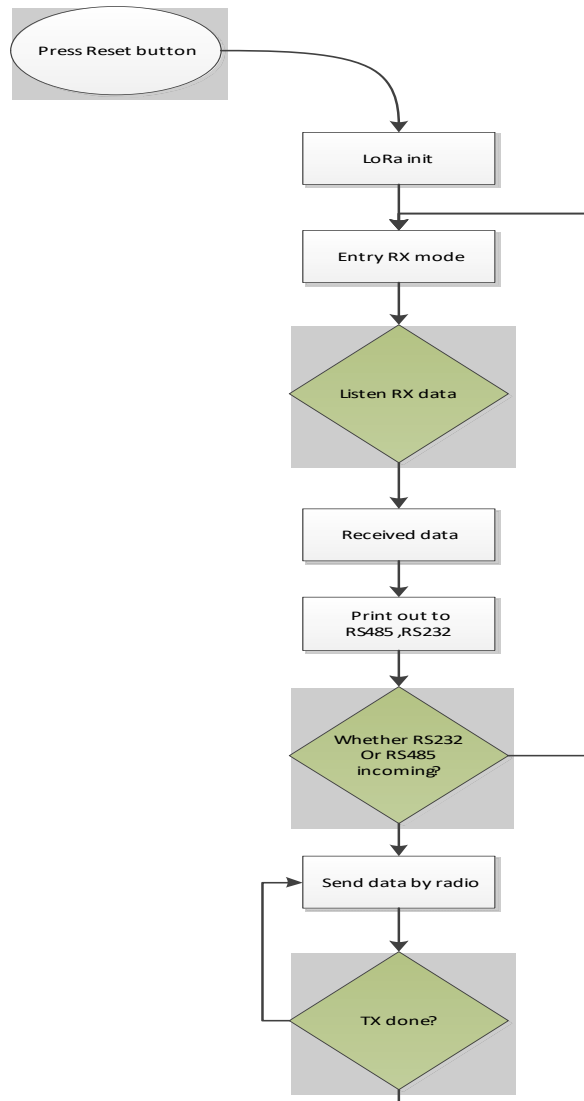 Press Reset button
LoRa init
Entry RX mode
Listen RX data
Received data
Print out to
RS485 ,RS232
Whether RS232
Or RS485
incoming?
Send data by radio
TX done?